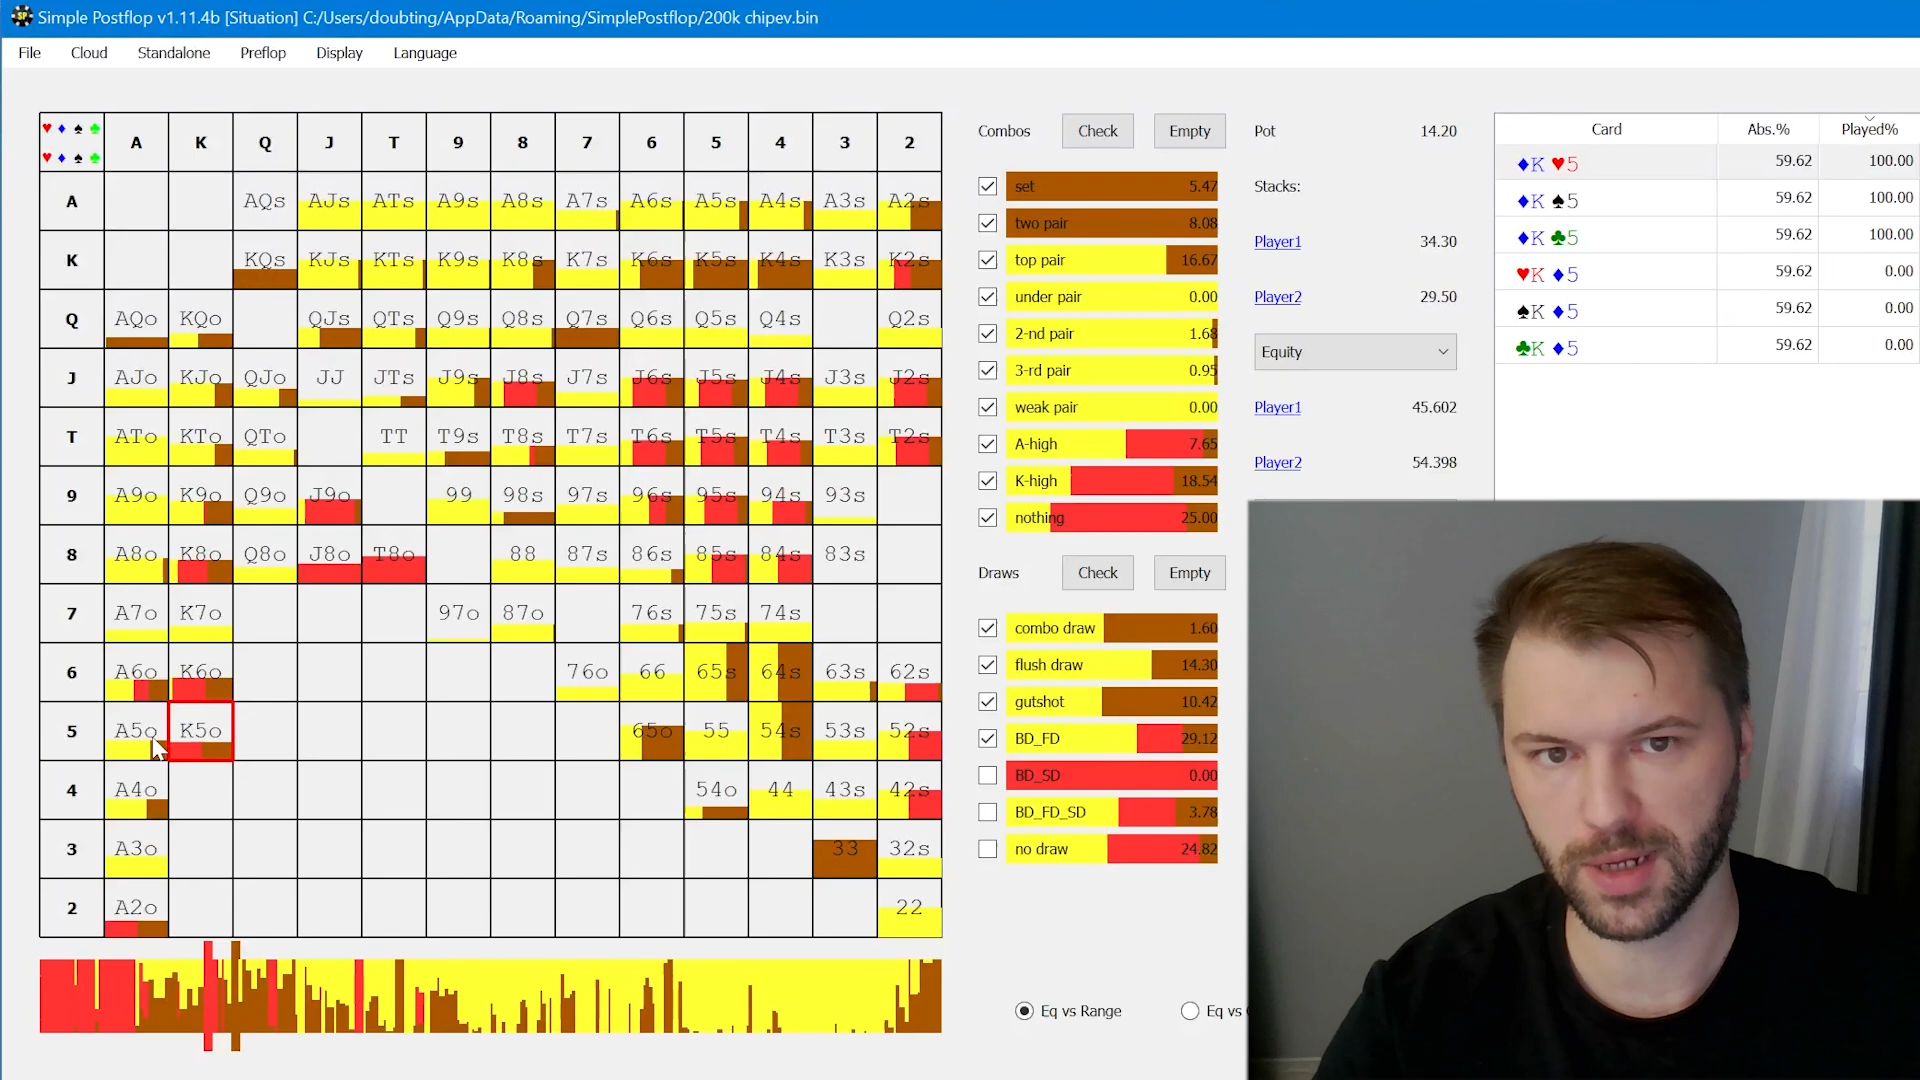 Simple Postflop v1.11.4b [Situation] C:/Users/doubting/AppData/Roaming/SimplePostflop/200k chipev.bin
File Cloud Standalone Preflop Display Language
A K Q J T 9 8 7 6 5 4 3 2
A AQs AJs ATs A9s A8s A7s A6s A5s A4s A3s A2s
K KQs KJs KTs K9s K8s K7s K6s K5s K4s K3s K2s
Q AQo KQo QJs QTs Q9s Q8s Q7s Q6s Q5s Q4s Q2s
J AJo KJo QJo JJ JTs J9s J8s J7s J6s J5s J4s J3s J2s
T ATo KTo QTo TT T9s T8s T7s T6s T5s T4s T3s T2s
9 A9o K9o Q9o J9o 99 98s 97s 96s 95s 94s 93s
8 A8o K8o Q8o J8o T8o 88 87s 86s 85s 84s 83s
7 A7o K7o 97o 87o 76s 75s 74s
6 A6o K6o 76o 66 65s 64s 63s 62s
5 A5o K5o 65o 55 54s 53s 52s
4 A4o 54o 44 43s 42s
3 A3o 33 32s
2 A2o 22
Combos Check Empty
set 5.47
two pair 8.08
top pair 16.67
under pair 0.00
2-nd pair 1.68
3-rd pair 0.95
weak pair 0.00
A-high 7.65
K-high 18.54
nothing 25.00
Draws Check Empty
combo draw 1.60
flush draw 14.30
gutshot 10.42
BD_FD 29.12
BD_SD 0.00
BD_FD_SD 3.78
no draw 24.82
Pot 14.20
Stacks:
Player1 34.30
Player2 29.50
Equity
Player1 45.602
Player2 54.398
Eq vs Range Eq vs
Card Abs.% Played%
♦K ♥5 59.62 100.00
♦K ♠5 59.62 100.00
♦K ♣5 59.62 100.00
♥K ♦5 59.62 0.00
♠K ♦5 59.62 0.00
♣K ♦5 59.62 0.00